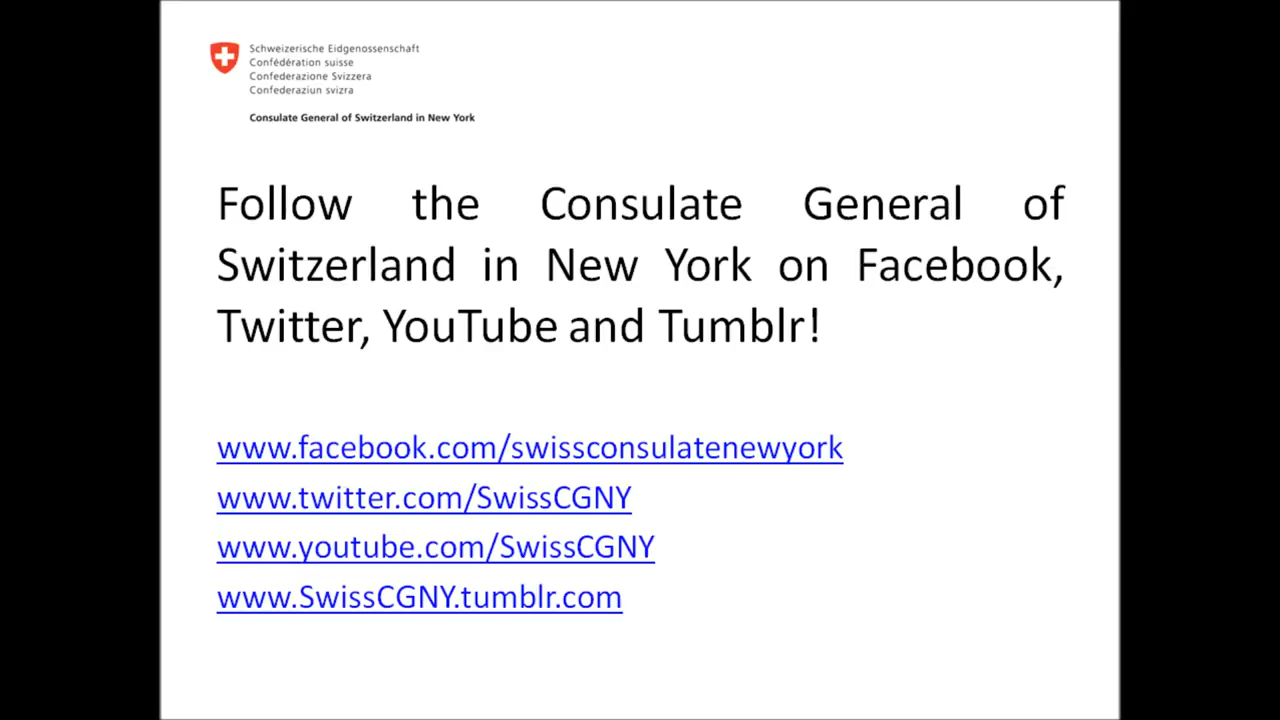 Schweizerische Eidgenossenschaft
Confédération suisse
Confederazione Svizzera
Confederaziun svizra
Consulate General of Switzerland in New York
Follow the Consulate General of
Switzerland in New York on Facebook,
Twitter, YouTube and Tumblr!
www.facebook.com/swissconsulatenewyork
www.twitter.com/SwissCGNY
www.youtube.com/SwissCGNY
www.SwissCGNY.tumblr.com